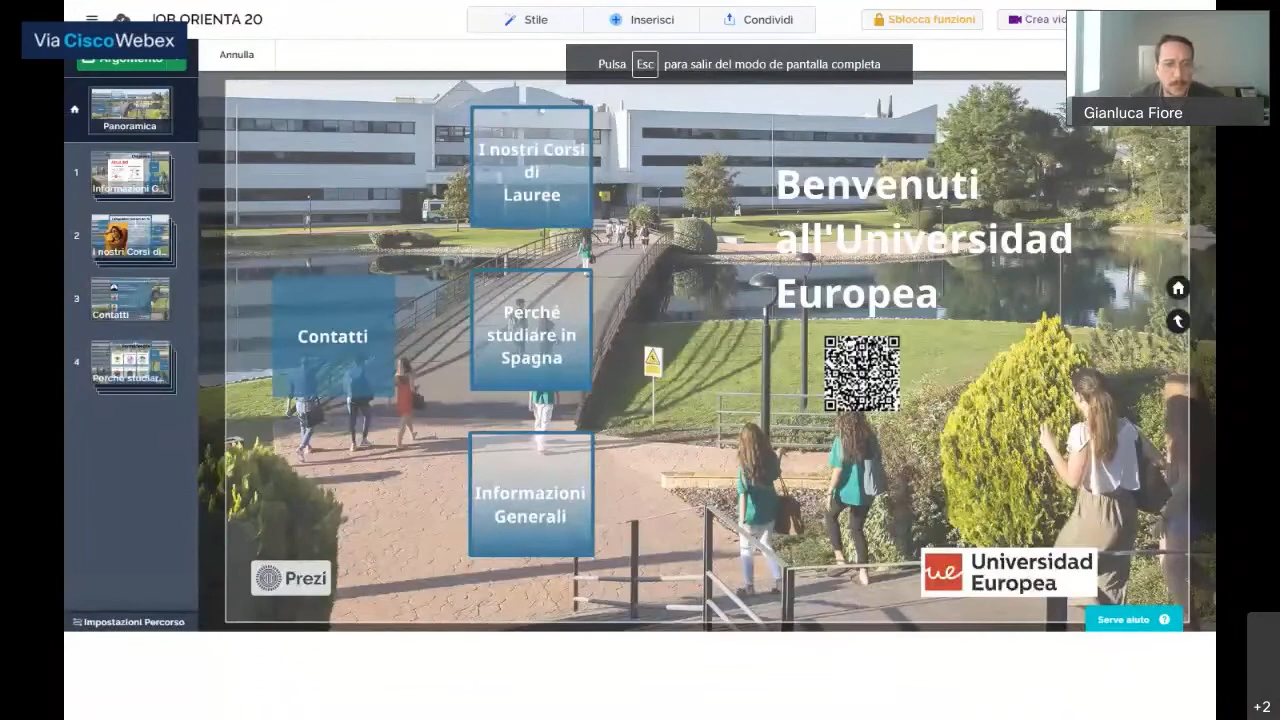 JOB ORIENTA 20
Stile
Inserisci
Condividi
Sblocca funzioni
Crea vid
Via CiscoWebex
Argomento
Annulla
Pulsa Esc para salir del modo de pantalla completa
Gianluca Fiore
Panoramica
1
Informazioni G...
2
I nostri Corsi di...
3
Contatti
4
Perché studiar...
I nostri Corsi
di
Lauree
Benvenuti
all'Universidad
Europea
Contatti
Perché
studiare in
Spagna
Informazioni
Generali
Prezi
ue Universidad
Europea
Impostazioni Percorso
Serve aiuto ?
+2